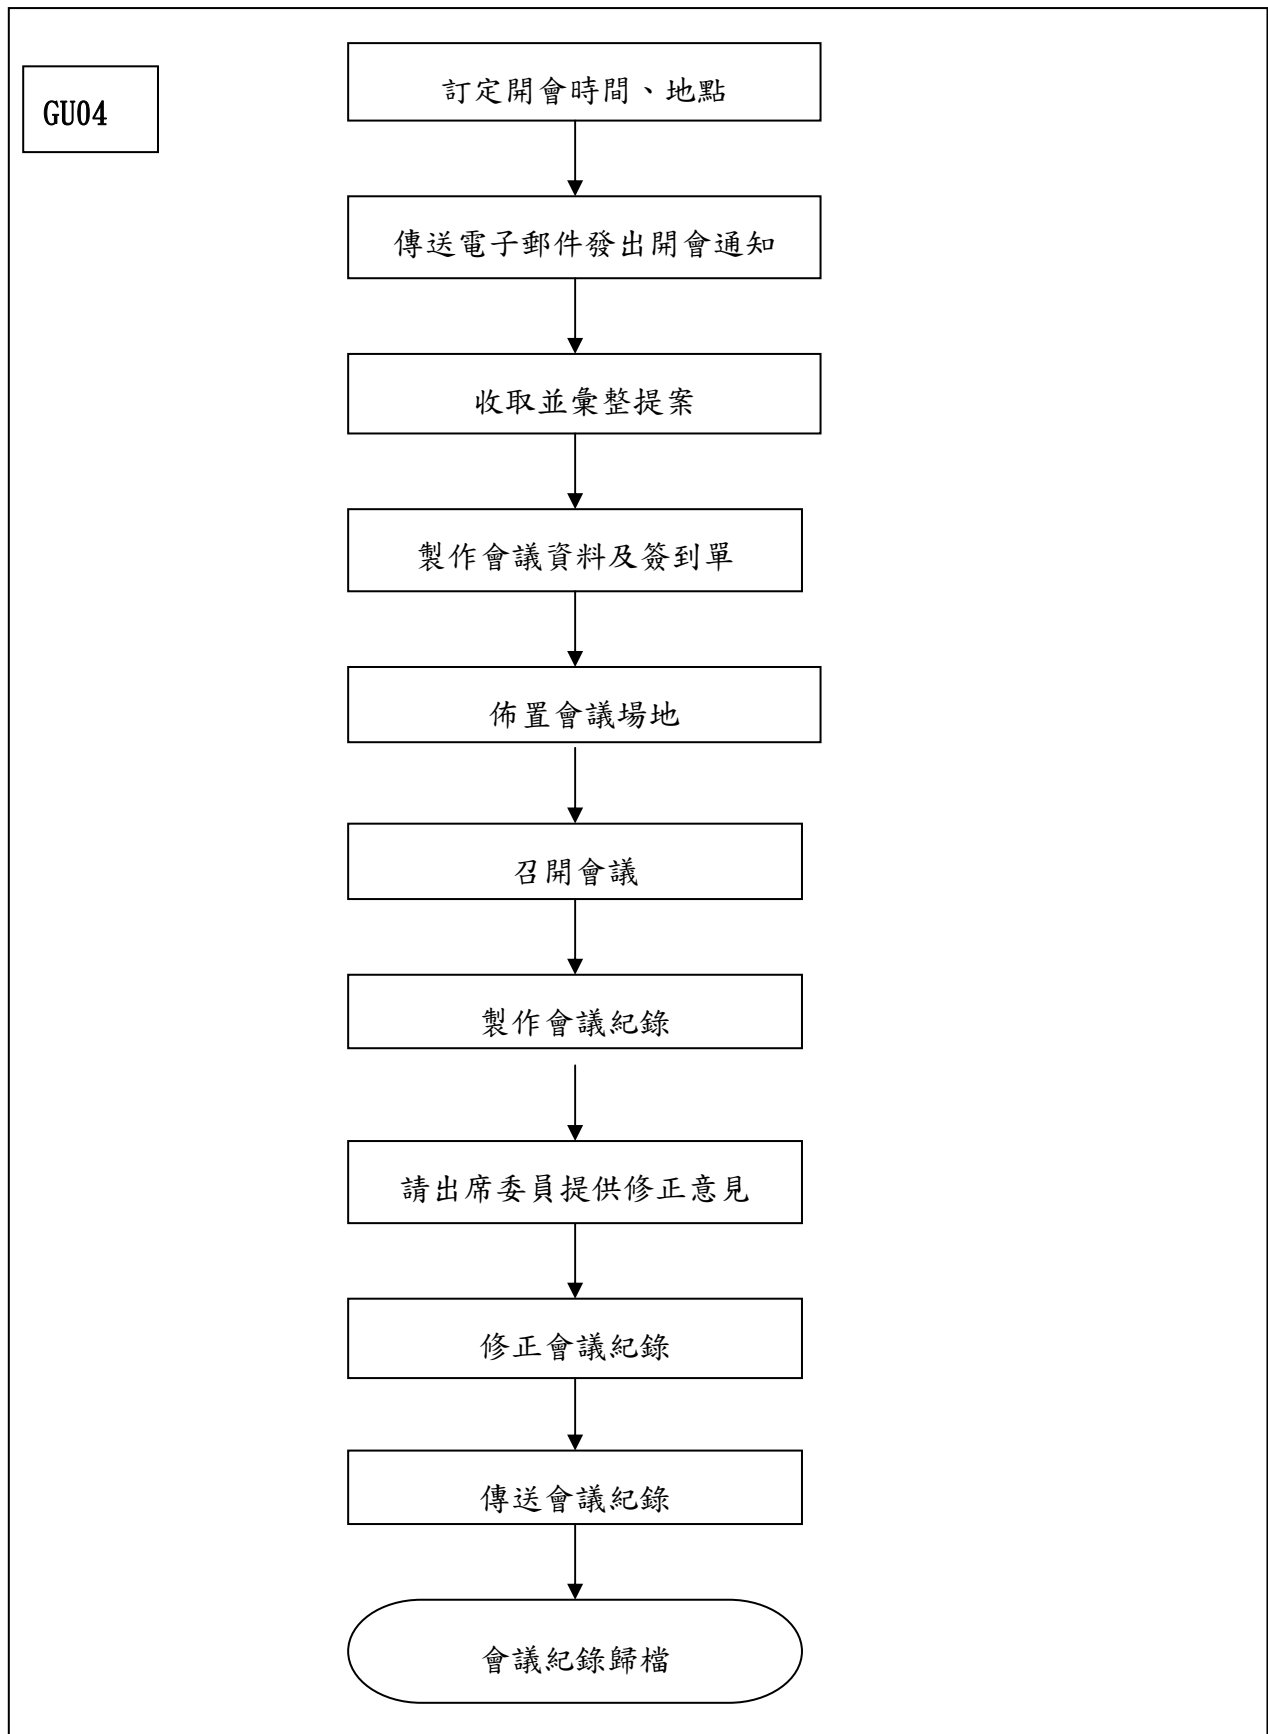 訂定開會時間、地點
GU04
傳送電子郵件發出開會通知
收取並彙整提案
製作會議資料及簽到單
佈置會議場地
召開會議
製作會議紀錄
請出席委員提供修正意見
修正會議紀錄
傳送會議紀錄
會議紀錄歸檔